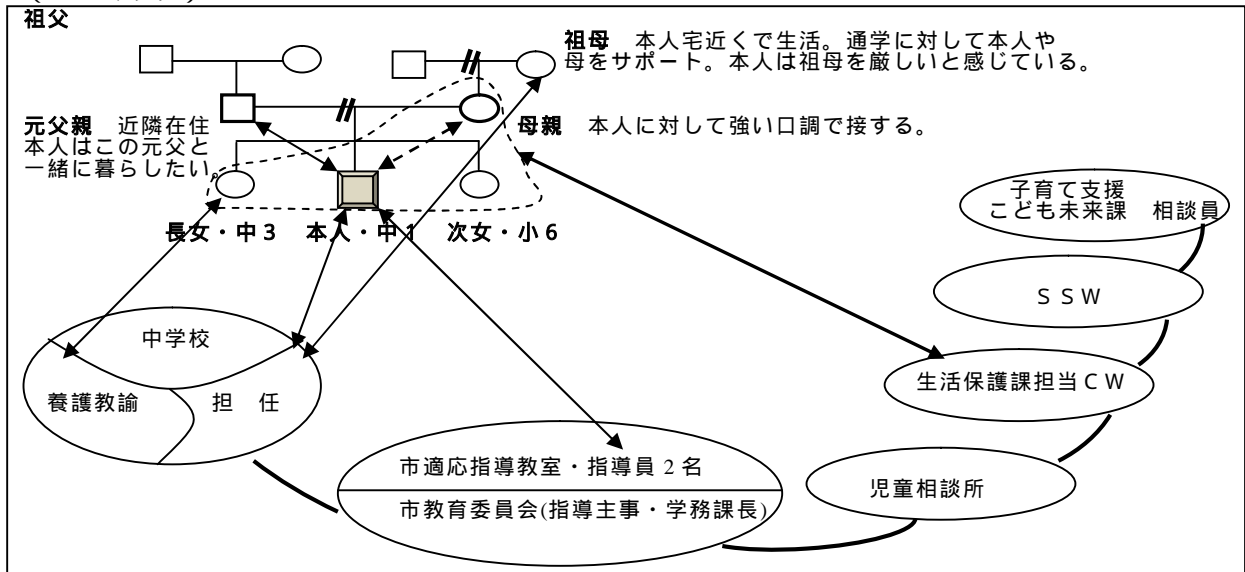 祖父
祖母　本人宅近くで生活。通学に対して本人や
母をサポート。本人は祖母を厳しいと感じている。
元父親　近隣在住
本人はこの元父と
一緒に暮らしたい。
母親　本人に対して強い口調で接する。
長女・中３　本人・中１　次女・小６
子育て支援
こども未来課　相談員
ＳＳＷ
中学校
生活保護課担当ＣＷ
養護教諭
担　任
市適応指導教室・指導員２名
市教育委員会(指導主事・学務課長)
児童相談所